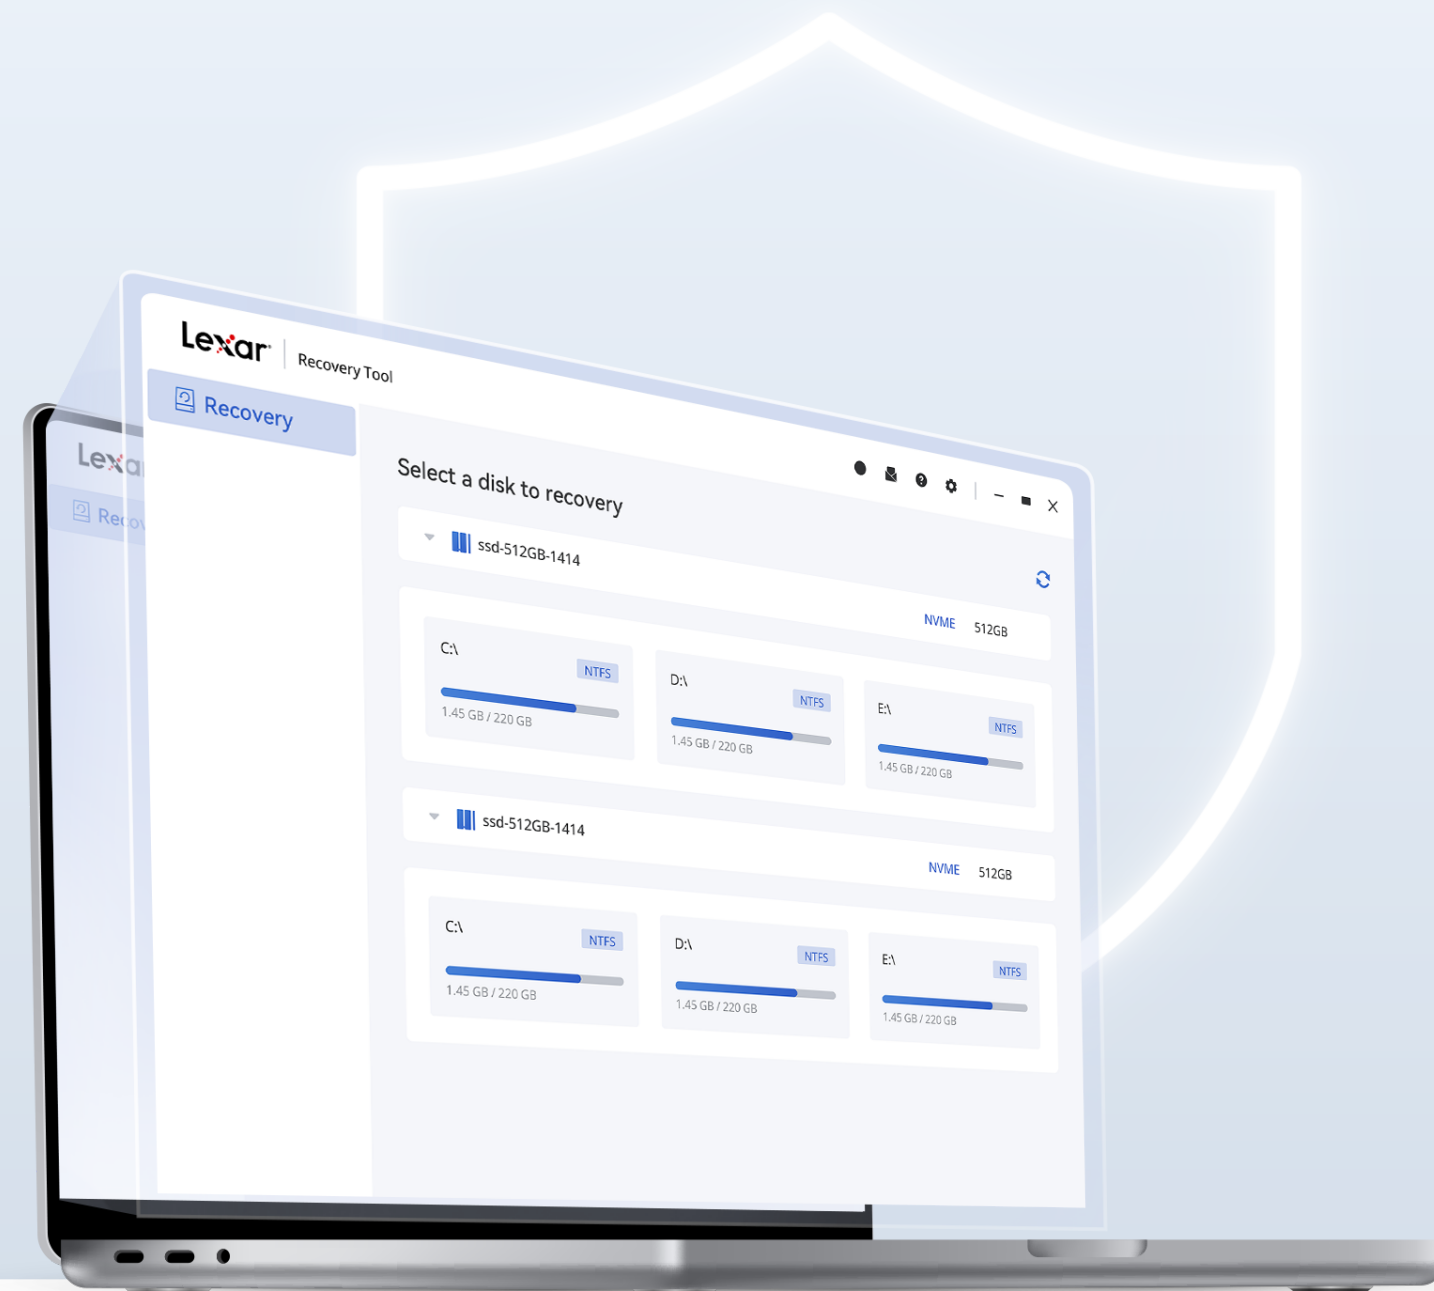 Lexar
Recovery Tool
Recovery
Lexa
Recov
Select a disk to recovery
ssd-512GB-1414
NVME 512GB
C:\ NTFS
1.45 GB / 220 GB
D:\ NTFS
1.45 GB / 220 GB
E:\ NTFS
1.45 GB / 220 GB
ssd-512GB-1414
NVME 512GB
C:\ NTFS
1.45 GB / 220 GB
D:\ NTFS
1.45 GB / 220 GB
E:\ NTFS
1.45 GB / 220 GB